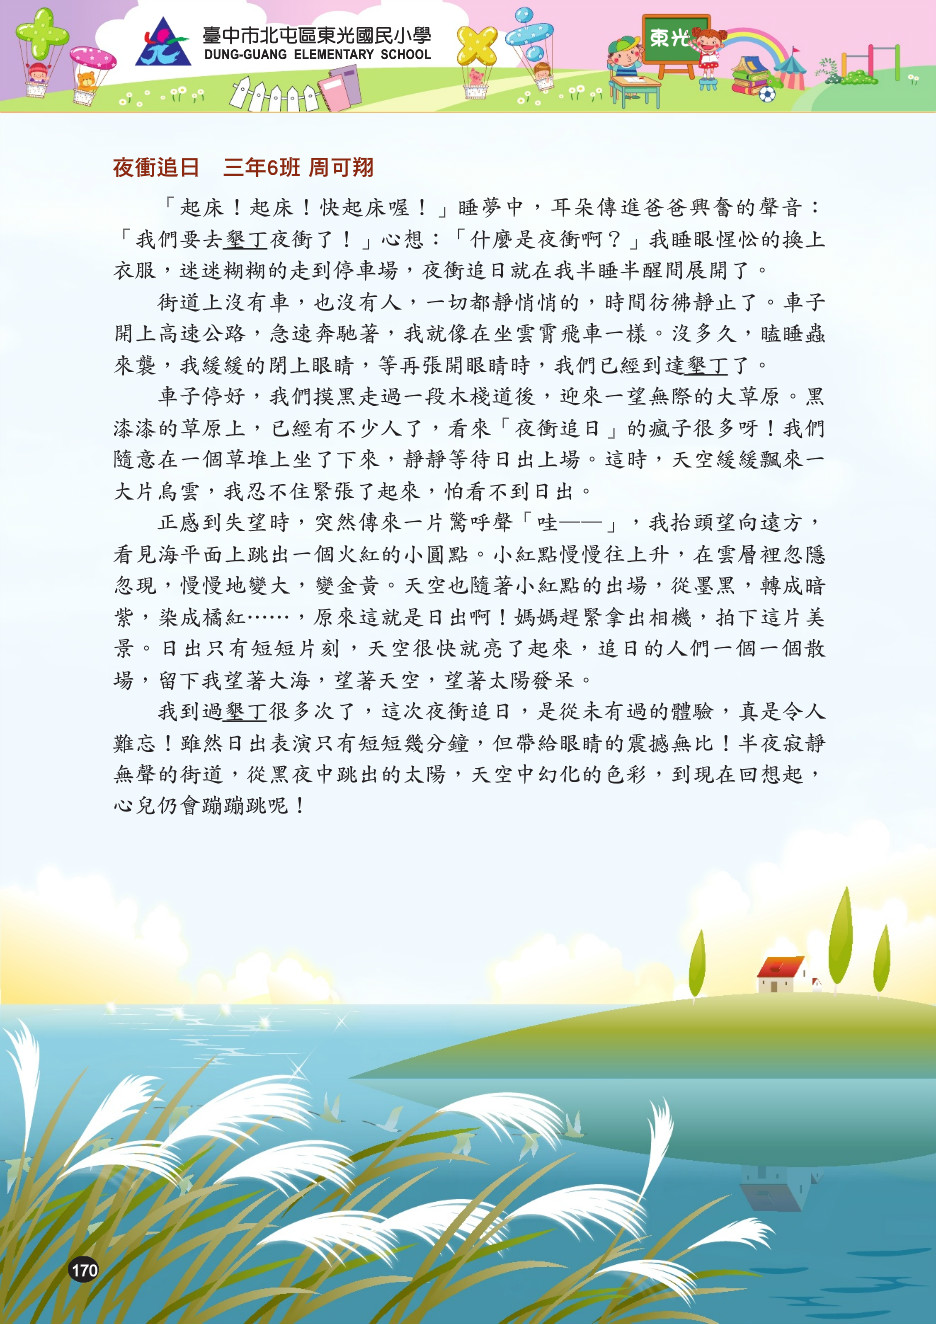 臺中市北屯區東光國民小學
DUNG-GUANG ELEMENTARY SCHOOL
東光
夜衝追日 三年6班 周可翔
「起床！起床！快起床喔！」睡夢中，耳朵傳進爸爸興奮的聲音：
「我們要去墾丁夜衝了！」心想：「什麼是夜衝啊？」我睡眼惺忪的換上
衣服，迷迷糊糊的走到停車場，夜衝追日就在我半睡半醒間展開了。
街道上沒有車，也沒有人，一切都靜悄悄的，時間彷彿靜止了。車子
開上高速公路，急速奔馳著，我就像在坐雲霄飛車一樣。沒多久，瞌睡蟲
來襲，我緩緩的閉上眼睛，等再張開眼睛時，我們已經到達墾丁了。
車子停好，我們摸黑走過一段木棧道後，迎來一望無際的大草原。黑
漆漆的草原上，已經有不少人了，看來「夜衝追日」的瘋子很多呀！我們
隨意在一個草堆上坐了下來，靜靜等待日出上場。這時，天空緩緩飄來一
大片烏雲，我忍不住緊張了起來，怕看不到日出。
正感到失望時，突然傳來一片驚呼聲「哇——」，我抬頭望向遠方，
看見海平面上跳出一個火紅的小圓點。小紅點慢慢往上升，在雲層裡忽隱
忽現，慢慢地變大，變金黃。天空也隨著小紅點的出場，從墨黑，轉成暗
紫，染成橘紅……，原來這就是日出啊！媽媽趕緊拿出相機，拍下這片美
景。日出只有短短片刻，天空很快就亮了起來，追日的人們一個一個散
場，留下我望著大海，望著天空，望著太陽發呆。
我到過墾丁很多次了，這次夜衝追日，是從未有過的體驗，真是令人
難忘！雖然日出表演只有短短幾分鐘，但帶給眼睛的震撼無比！半夜寂靜
無聲的街道，從黑夜中跳出的太陽，天空中幻化的色彩，到現在回想起，
心兒仍會蹦蹦跳呢！
170